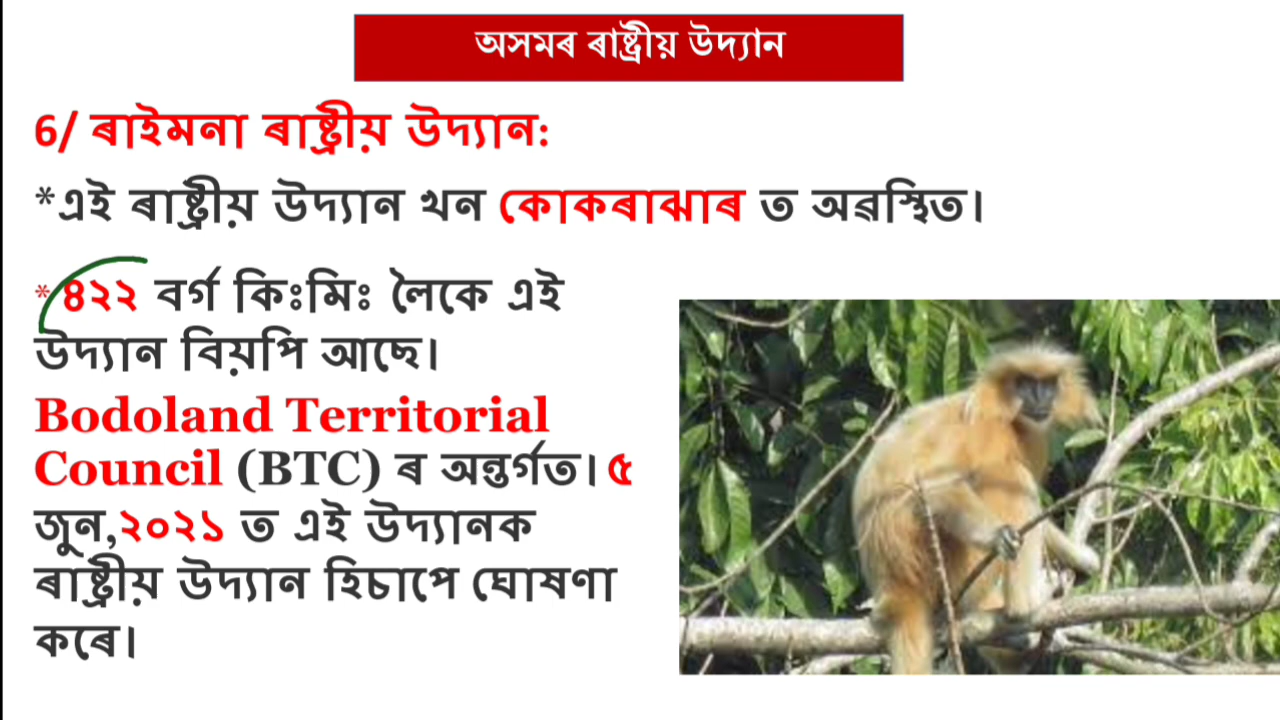 অসমৰ ৰাষ্ট্ৰীয় উদ্যান
6/ ৰাইমনা ৰাষ্ট্ৰীয় উদ্যান:
*এই ৰাষ্ট্ৰীয় উদ্যান খন কোকৰাঝাৰ ত অৱস্থিত।
* ৪২২ বৰ্গ কিঃমিঃ লৈকে এই
উদ্যান বিয়পি আছে।
Bodoland Territorial
Council (BTC) ৰ অন্তৰ্গত। ৫
জুন,২০২১ ত এই উদ্যানক
ৰাষ্ট্ৰীয় উদ্যান হিচাপে ঘোষণা
কৰে।